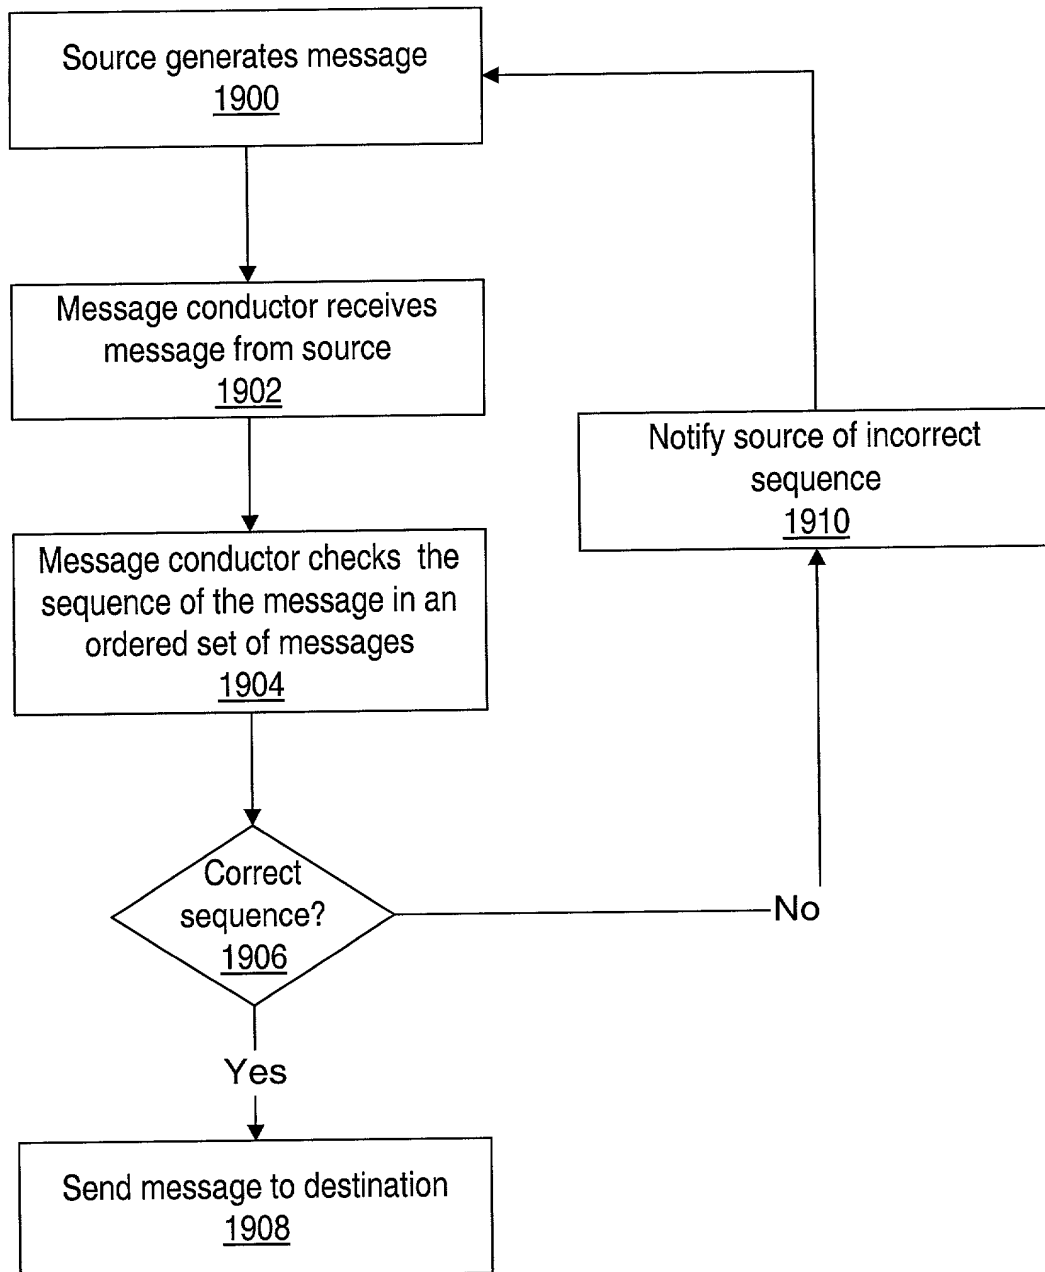 Source generates message
1900
Message conductor receives
message from source
1902
Notify source of incorrect
sequence
1910
Message conductor checks the
sequence of the message in an
ordered set of messages
1904
Correct
sequence?
1906
No
Yes
Send message to destination
1908